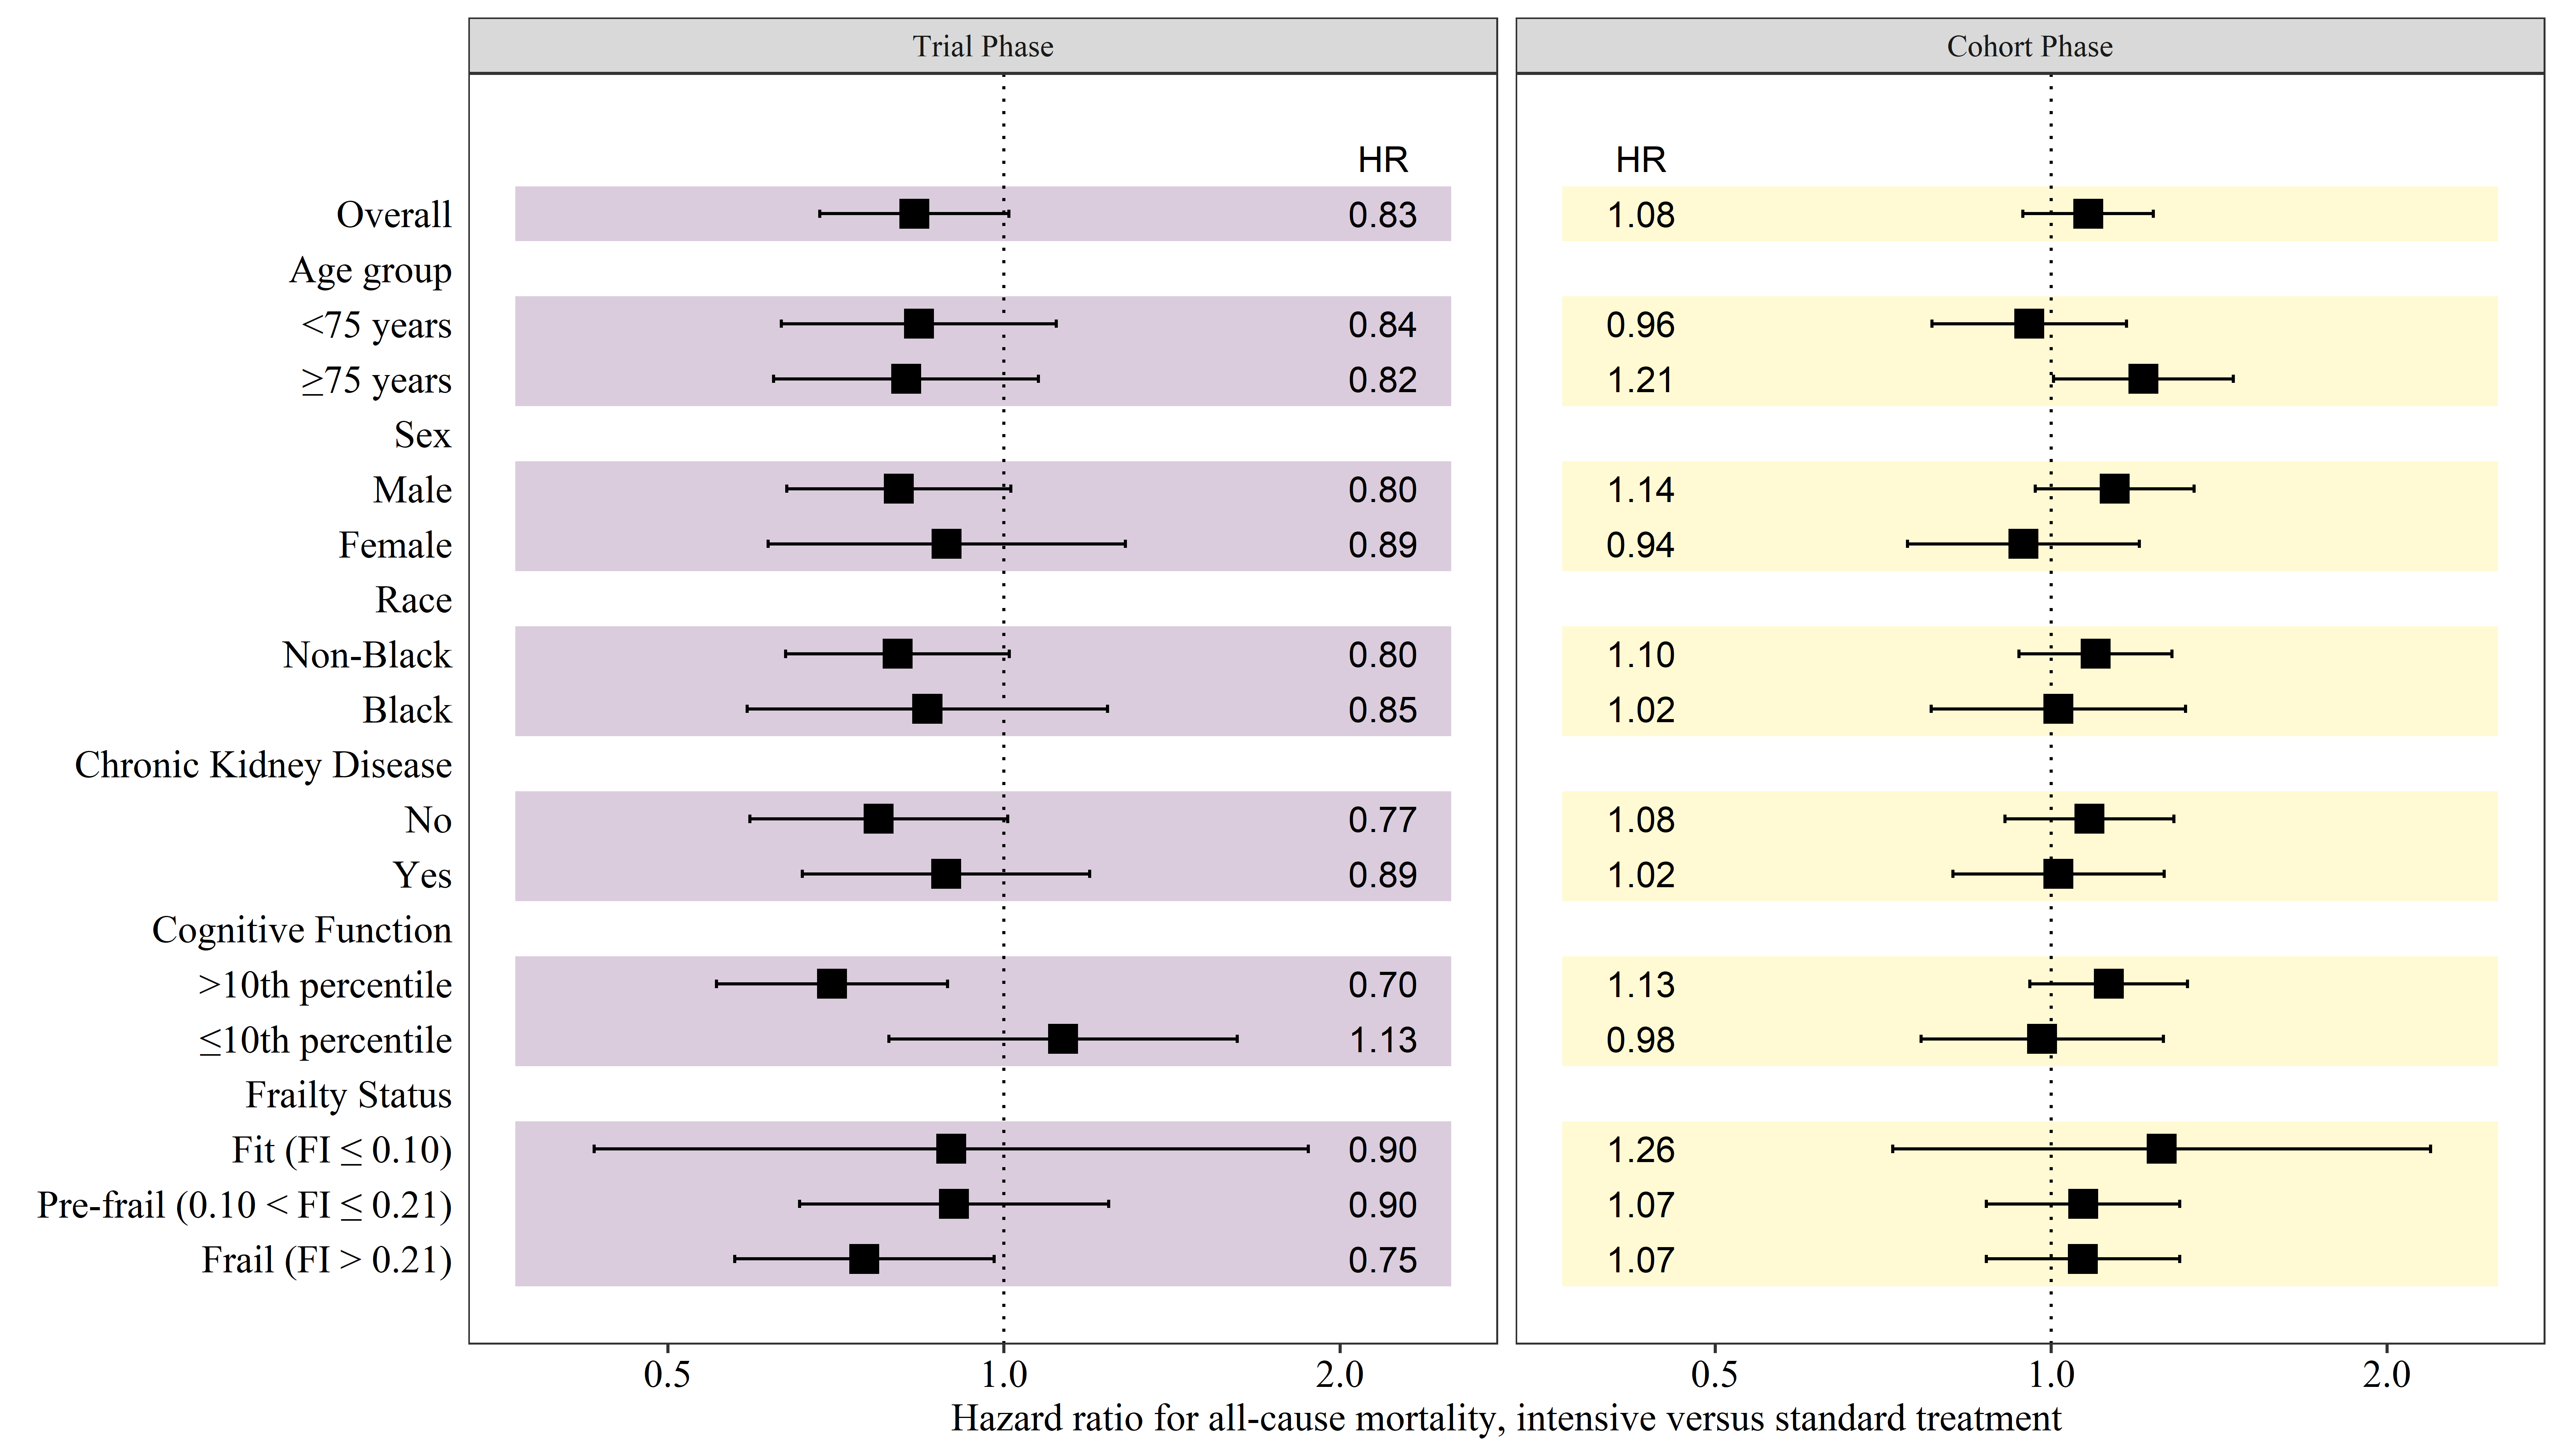 Trial Phase Cohort Phase
HR HR
Overall 0.83 1.08
Age group
<75 years 0.84 0.96
≥75 years 0.82 1.21
Sex
Male 0.80 1.14
Female 0.89 0.94
Race
Non-Black 0.80 1.10
Black 0.85 1.02
Chronic Kidney Disease
No 0.77 1.08
Yes 0.89 1.02
Cognitive Function
>10th percentile 0.70 1.13
≤10th percentile 1.13 0.98
Frailty Status
Fit (FI ≤ 0.10) 0.90 1.26
Pre-frail (0.10 < FI ≤ 0.21) 0.90 1.07
Frail (FI > 0.21) 0.75 1.07
0.5 1.0 2.0 0.5 1.0 2.0
Hazard ratio for all-cause mortality, intensive versus standard treatment